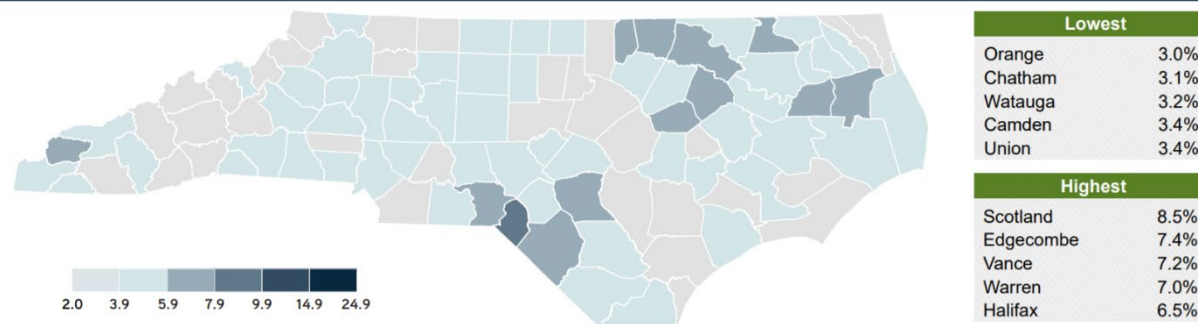 Lowest
Orange 3.0%
Chatham 3.1%
Watauga 3.2%
Camden 3.4%
Union 3.4%
Highest
Scotland 8.5%
Edgecombe 7.4%
Vance 7.2%
Warren 7.0%
Halifax 6.5%
2.0 3.9 5.9 7.9 9.9 14.9 24.9